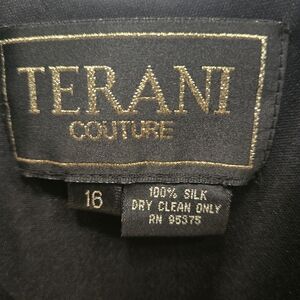 TERANI
COUTURE
16
100% SILK
DRY CLEAN ONLY
RN 95375